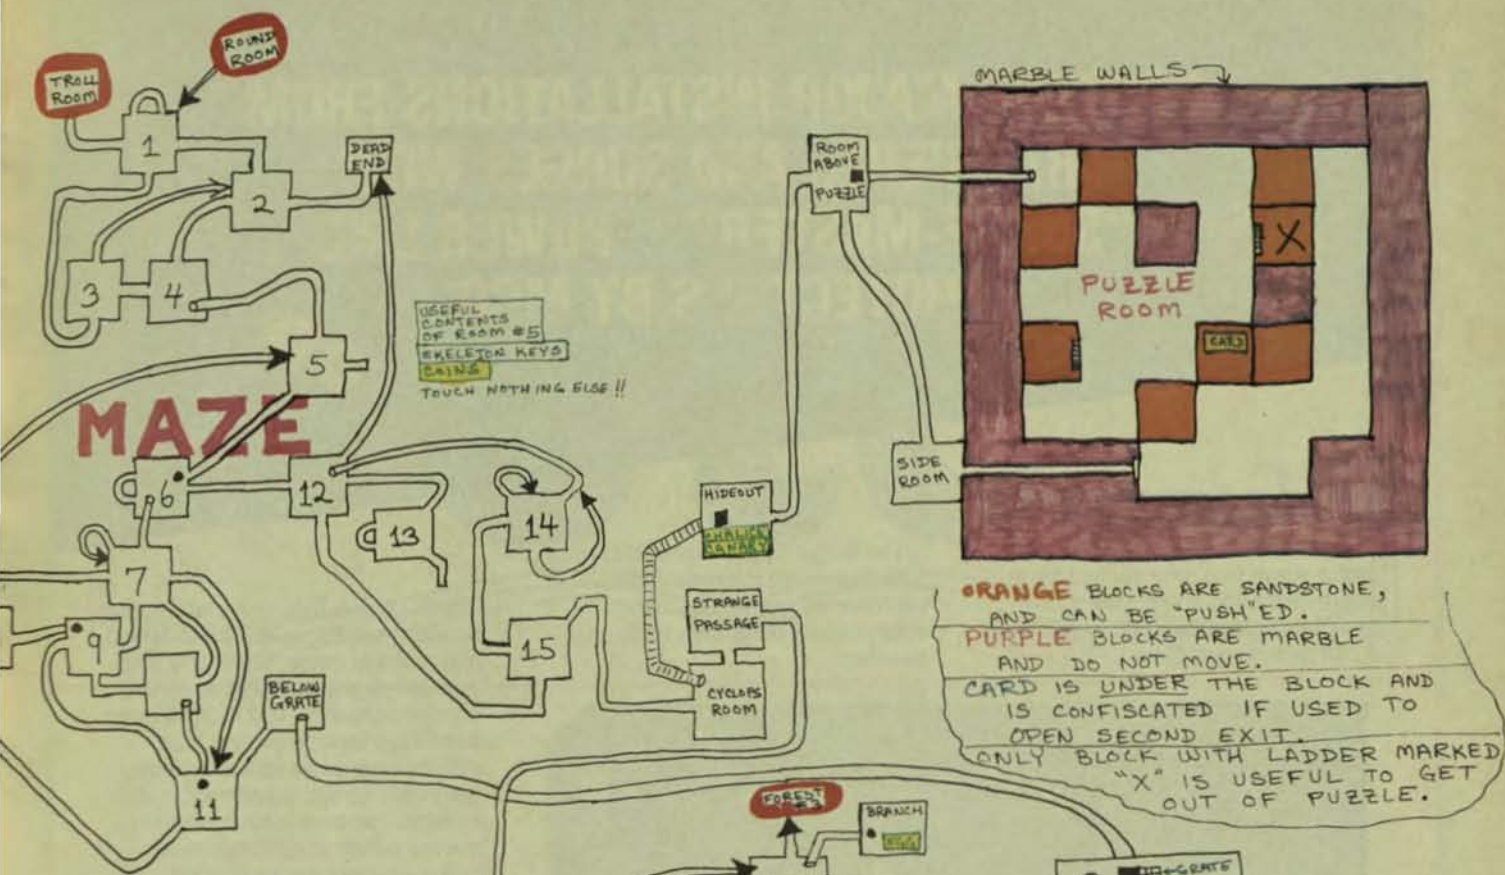 ROUND
ROOM
TROLL
ROOM
1
2
DEAD
END
3
4
5
USEFUL
CONTENTS
OF ROOM #5
SKELETON KEYS
COINS
TOUCH NOTHING ELSE!!
MAZE
6
12
13
14
7
9
15
BELOW
GRATE
11
HIDEOUT
CHALICE
CANARY
STRANGE
PASSAGE
CYCLOPS
ROOM
ROOM
ABOVE
PUZZLE
SIDE
ROOM
MARBLE WALLS
X
PUZZLE
ROOM
CARD
ORANGE BLOCKS ARE SANDSTONE,
AND CAN BE "PUSH"ED.
PURPLE BLOCKS ARE MARBLE
AND DO NOT MOVE.
CARD IS UNDER THE BLOCK AND
IS CONFISCATED IF USED TO
OPEN SECOND EXIT.
ONLY BLOCK WITH LADDER MARKED
"X" IS USEFUL TO GET
OUT OF PUZZLE.
FOREST
#3
BRANCH
EGG
GRATE